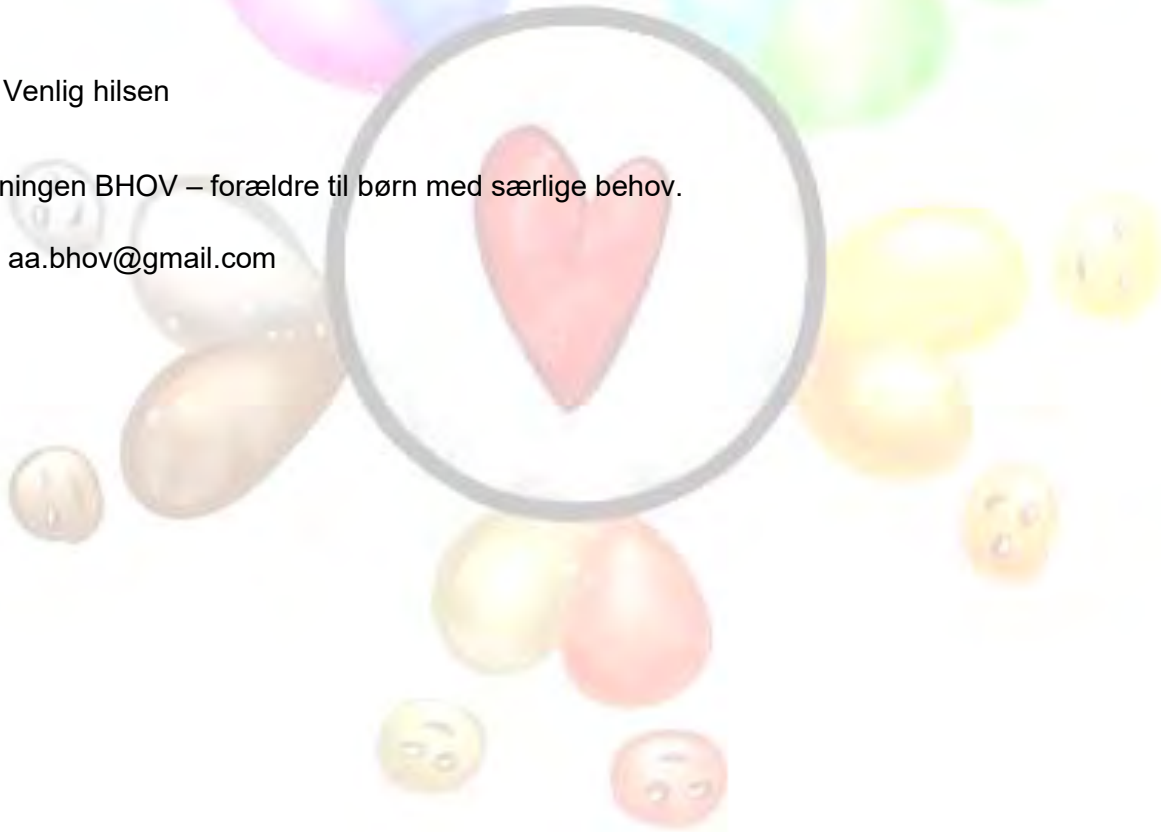 Venlig hilsen
ningen BHOV – forældre til børn med særlige behov.
aa.bhov@gmail.com